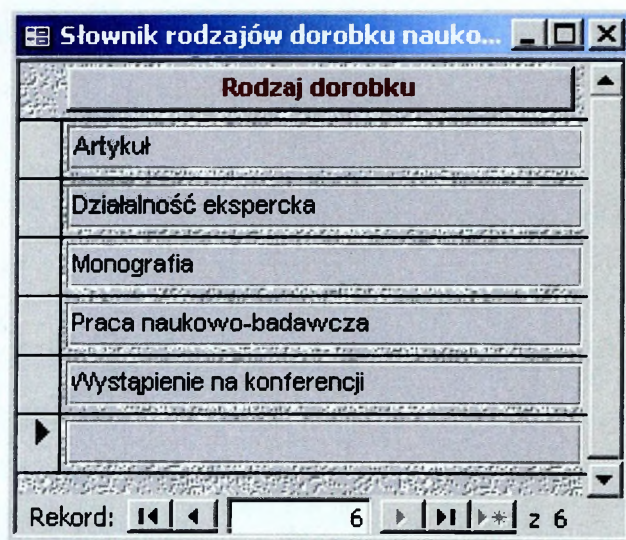 Słownik rodzajów dorobku nauko...
Rodzaj dorobku
Artykuł
Działalność ekspercka
Monografia
Praca naukowo-badawcza
Wystąpienie na konferencji
Rekord: 6 z 6